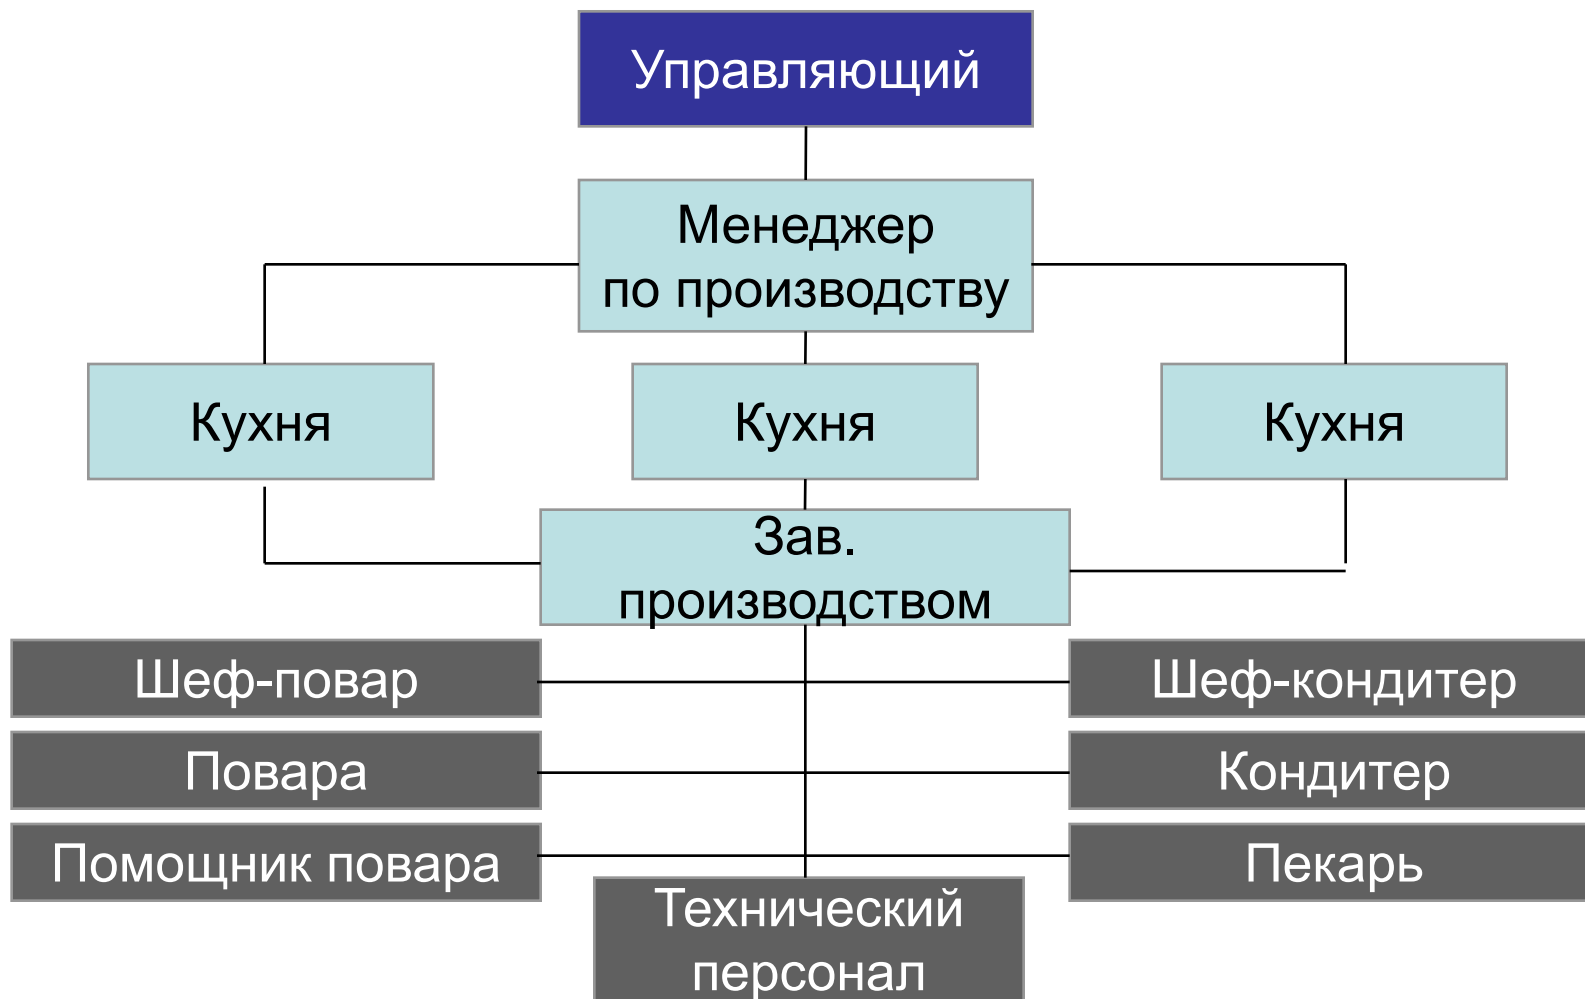 Управляющий
Менеджер
по производству
Кухня
Кухня
Кухня
Зав.
производством
Шеф-повар
Шеф-кондитер
Повара
Кондитер
Помощник повара
Пекарь
Технический
персонал